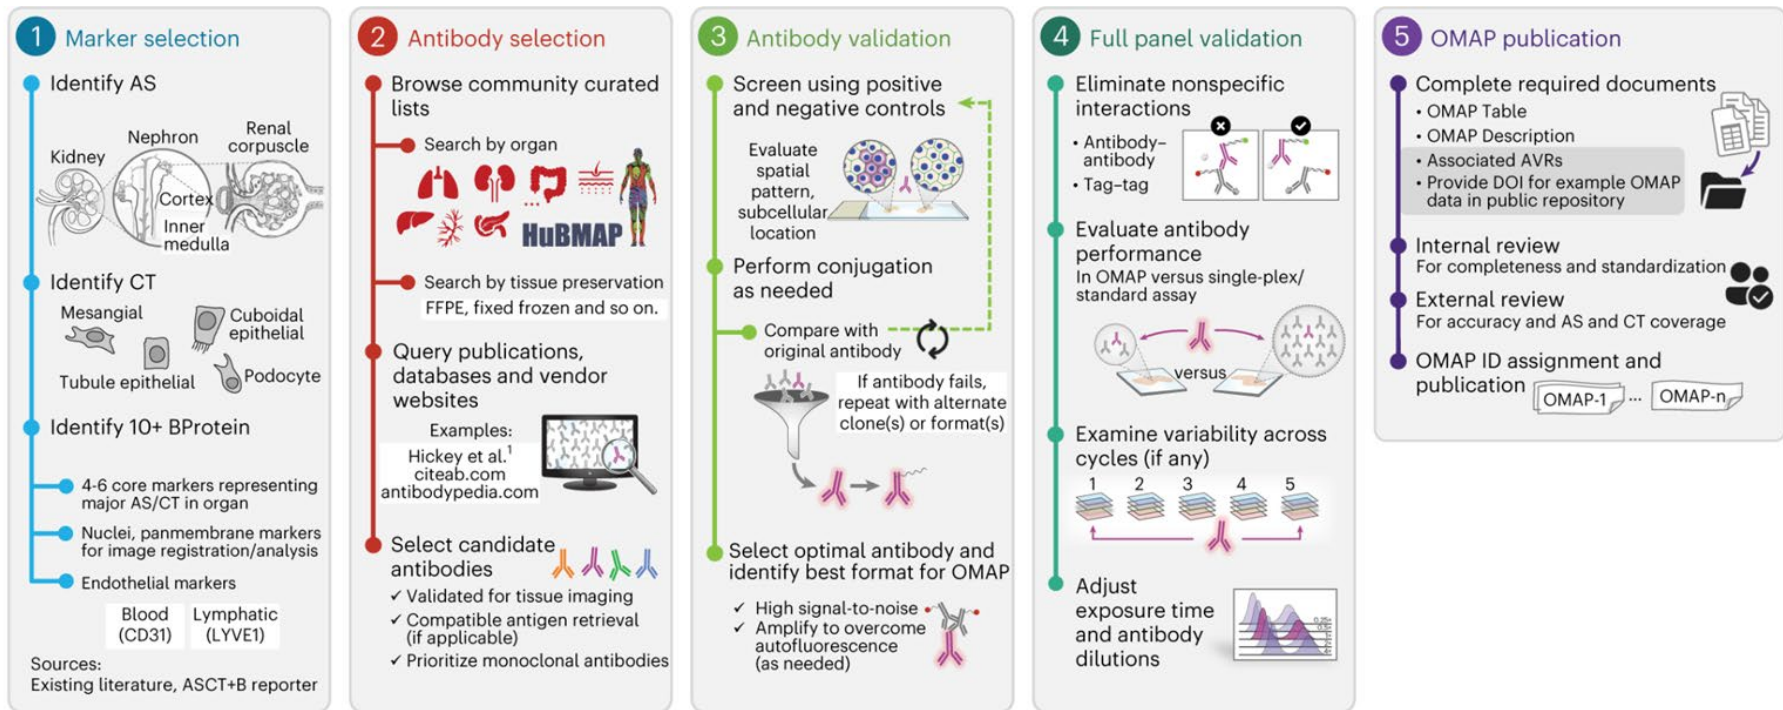 1 Marker selection
Identify AS
Kidney
Nephron
Renal
corpuscle
Cortex
Inner
medulla
Identify CT
Mesangial
Cuboidal
epithelial
Tubule epithelial
Podocyte
Identify 10+ BProtein
4-6 core markers representing
major AS/CT in organ
Nuclei, panmembrane markers
for image registration/analysis
Endothelial markers
Blood
(CD31)
Lymphatic
(LYVE1)
Sources:
Existing literature, ASCT+B reporter
2 Antibody selection
Browse community curated
lists
Search by organ
...
HuBMAP
Search by tissue preservation
FFPE, fixed frozen and so on.
Query publications,
databases and vendor
websites
Examples:
Hickey et al.¹
citeab.com
antibodypedia.com
Select candidate
antibodies
✓ Validated for tissue imaging
✓ Compatible antigen retrieval
(if applicable)
✓ Prioritize monoclonal antibodies
3 Antibody validation
Screen using positive
and negative controls
Evaluate
spatial
pattern,
subcellular
location
Perform conjugation
as needed
Compare with
original antibody
If antibody fails,
repeat with alternate
clone(s) or format(s)
Select optimal antibody and
identify best format for OMAP
✓ High signal-to-noise
✓ Amplify to overcome
autofluorescence
(as needed)
4 Full panel validation
Eliminate nonspecific
interactions
• Antibody–
antibody
• Tag–tag
Evaluate antibody
performance
In OMAP versus single-plex/
standard assay
versus
Examine variability across
cycles (if any)
1 2 3 4 5
Adjust
exposure time
and antibody
dilutions
5 OMAP publication
Complete required documents
• OMAP Table
• OMAP Description
• Associated AVRs
• Provide DOI for example OMAP
data in public repository
Internal review
For completeness and standardization
External review
For accuracy and AS and CT coverage
OMAP ID assignment and
publication
OMAP-1 ... OMAP-n